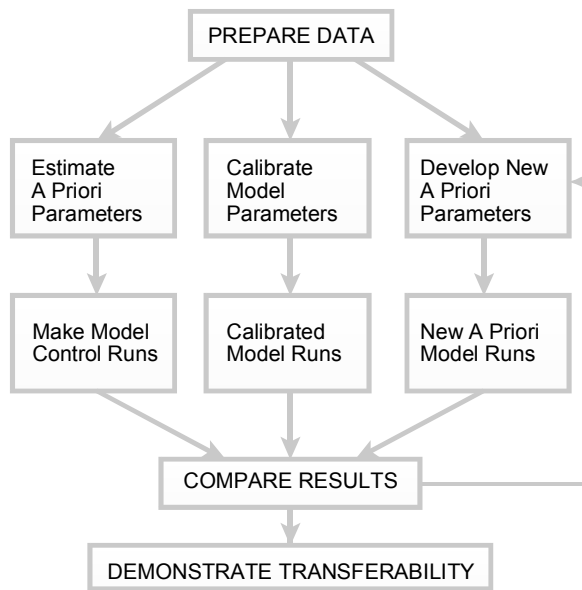 PREPARE DATA
Estimate
A Priori
Parameters
Calibrate
Model
Parameters
Develop New
A Priori
Parameters
Make Model
Control Runs
Calibrated
Model Runs
New A Priori
Model Runs
COMPARE RESULTS
DEMONSTRATE TRANSFERABILITY